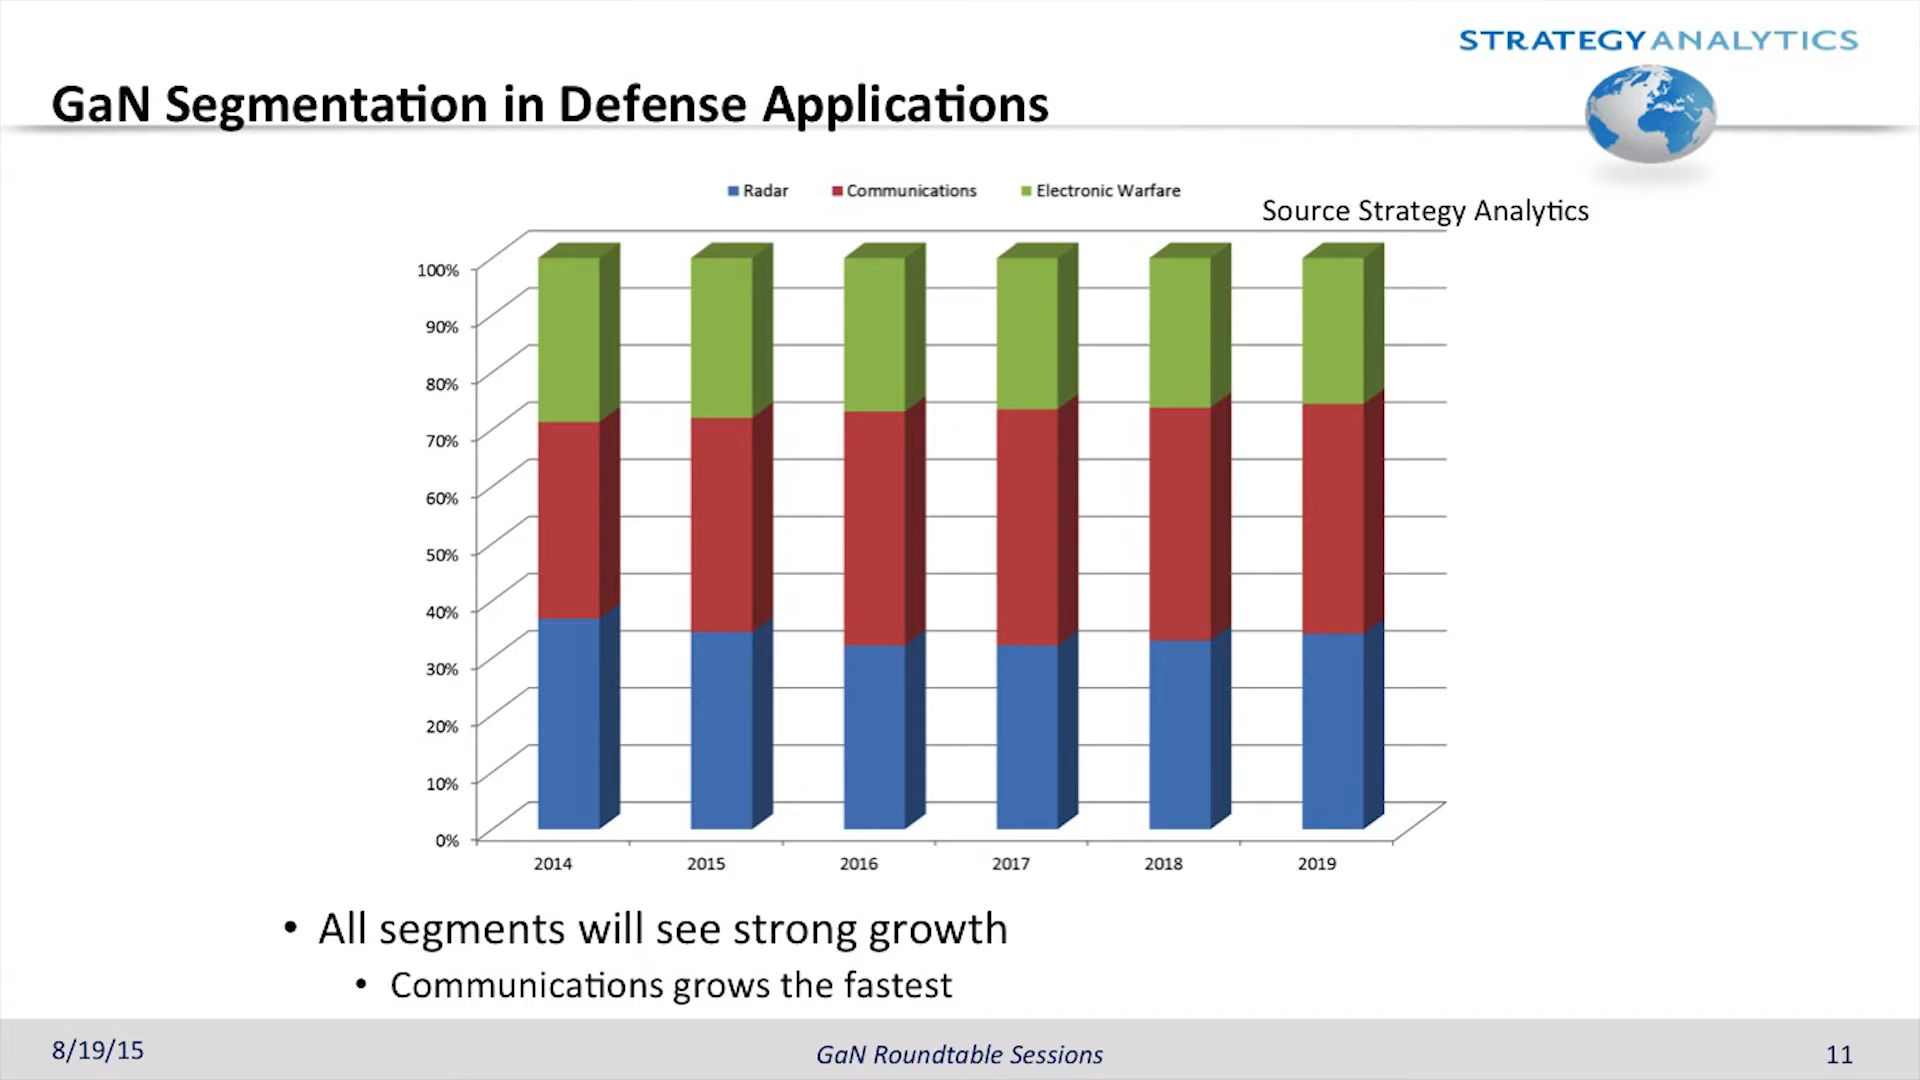 STRATEGYANALYTICS
GaN Segmentation in Defense Applications
Radar Communications Electronic Warfare
Source Strategy Analytics
100%
90%
80%
70%
60%
50%
40%
30%
20%
10%
0%
2014 2015 2016 2017 2018 2019
• All segments will see strong growth
• Communications grows the fastest
8/19/15 GaN Roundtable Sessions 11